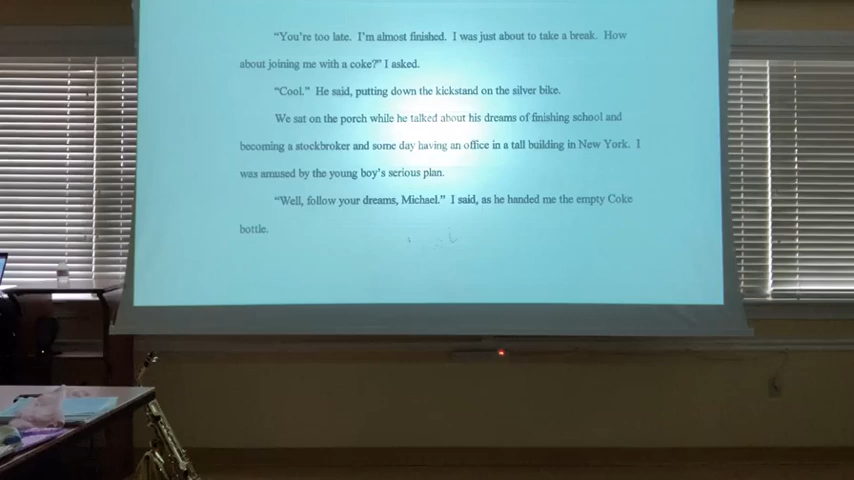 “You’re too late.  I’m almost finished.  I was just about to take a break.  How
about joining me with a coke?” I asked.
“Cool.”  He said, putting down the kickstand on the silver bike.
We sat on the porch while he talked about his dreams of finishing school and
becoming a stockbroker and some day having an office in a tall building in New York.  I
was amused by the young boy’s serious plan.
“Well, follow your dreams, Michael.”  I said, as he handed me the empty Coke
bottle.